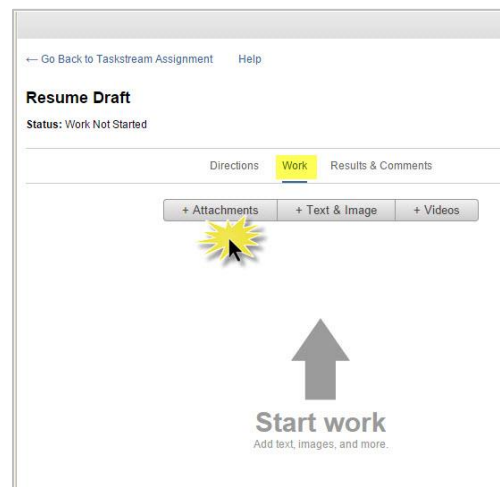 ← Go Back to Taskstream Assignment Help
Resume Draft
Status: Work Not Started
Directions Work Results & Comments
+ Attachments + Text & Image + Videos
Start work
Add text, images, and more.